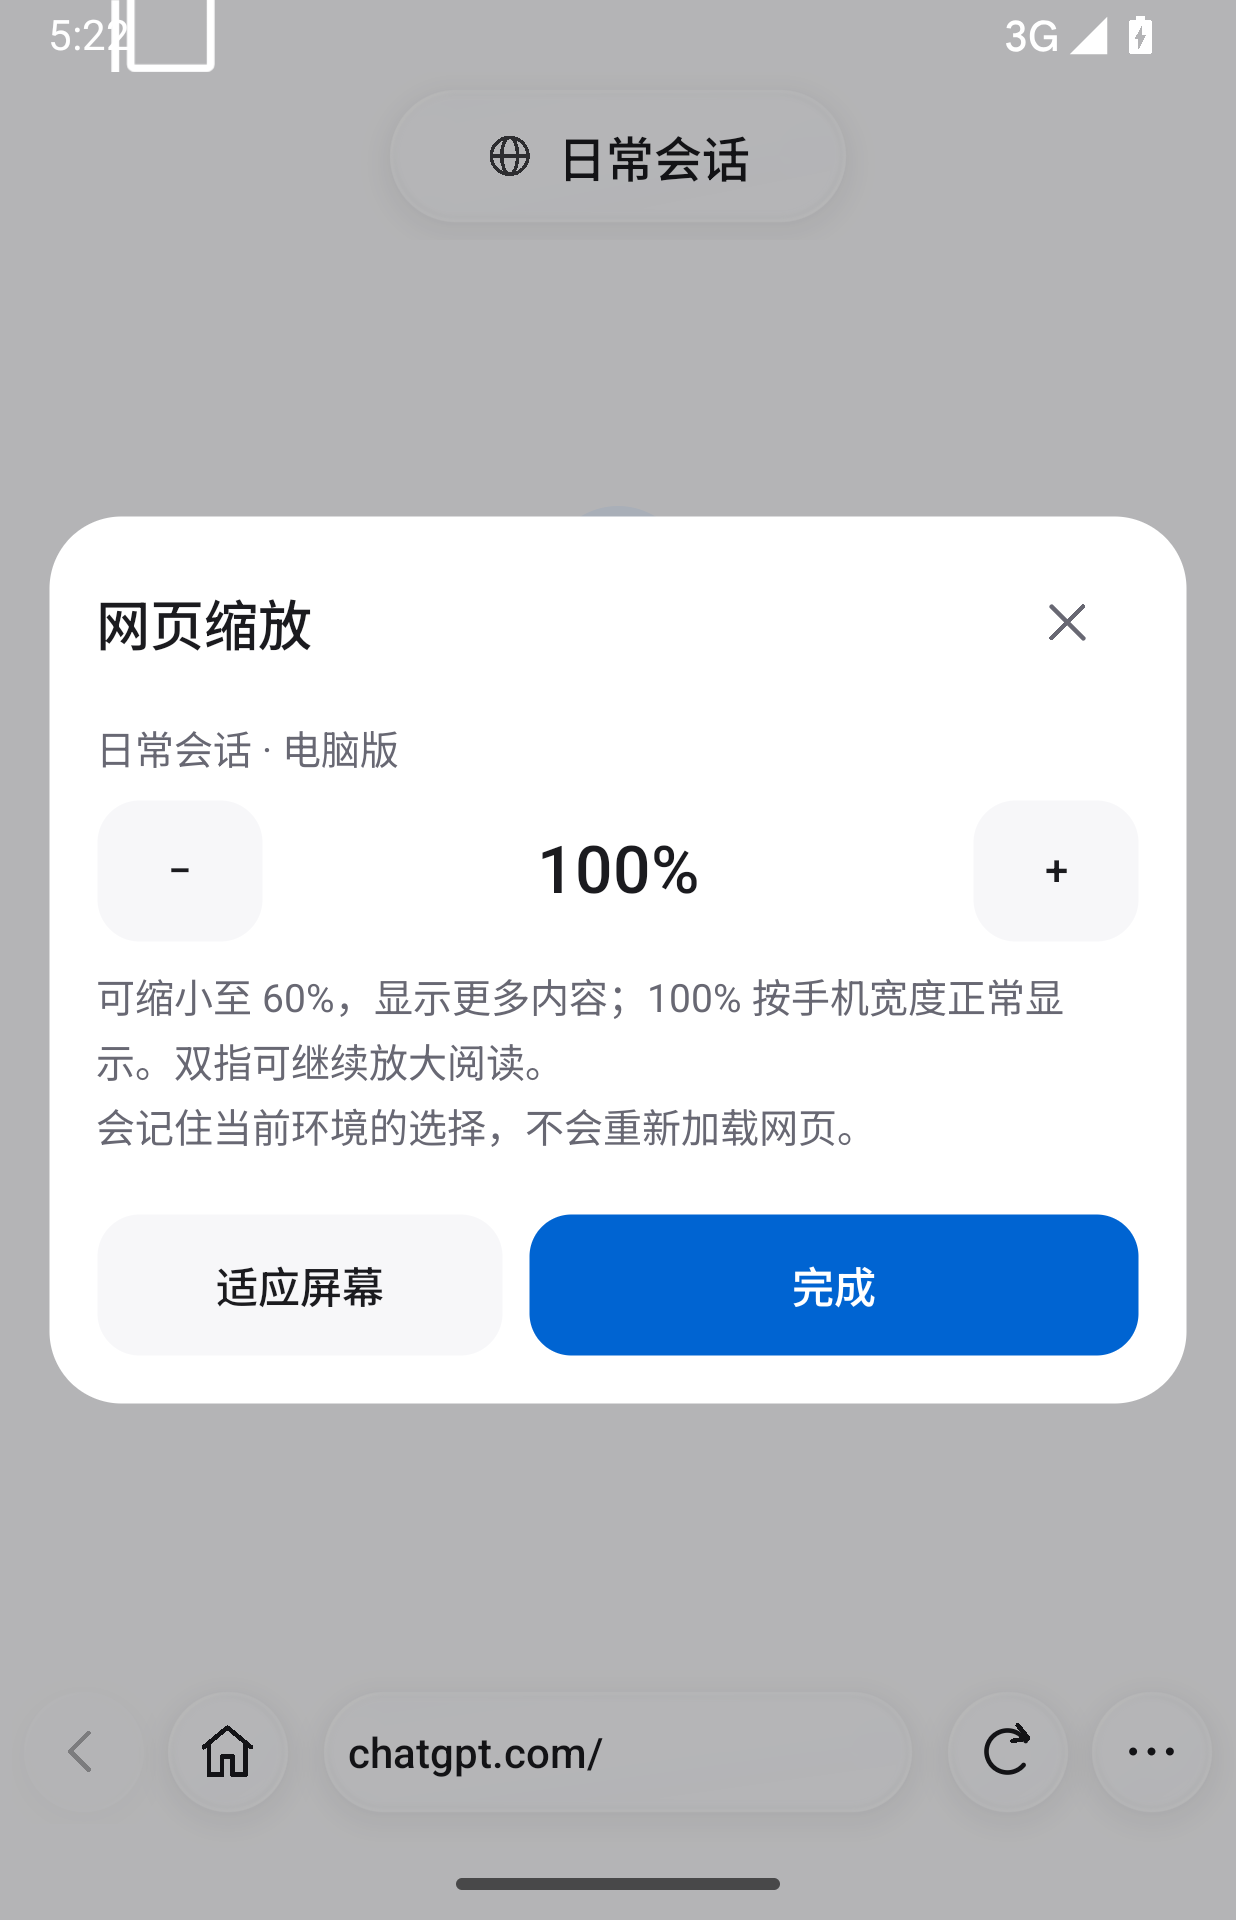 5:22
3G
日常会话
网页缩放
日常会话 · 电脑版
−
100%
+
可缩小至 60%，显示更多内容；100% 按手机宽度正常显
示。双指可继续放大阅读。
会记住当前环境的选择，不会重新加载网页。
适应屏幕
完成
chatgpt.com/